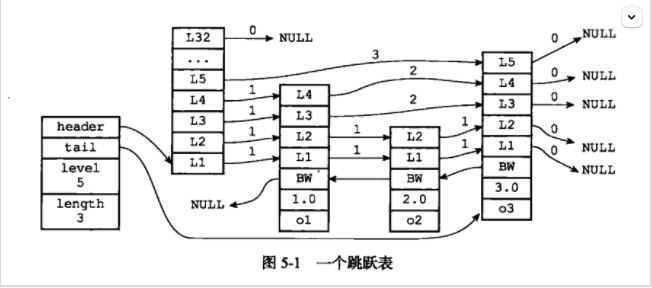 L32
0
NULL
...
L5
3
L4
1
L3
1
L2
1
L1
1
header
tail
level
5
length
3
NULL
L4
2
L3
2
L2
1
L1
1
BW
1.0
o1
L2
1
L1
1
BW
2.0
o2
L5
0
NULL
L4
0
NULL
L3
0
NULL
L2
0
NULL
L1
0
NULL
BW
3.0
o3
图 5-1 一个跳跃表